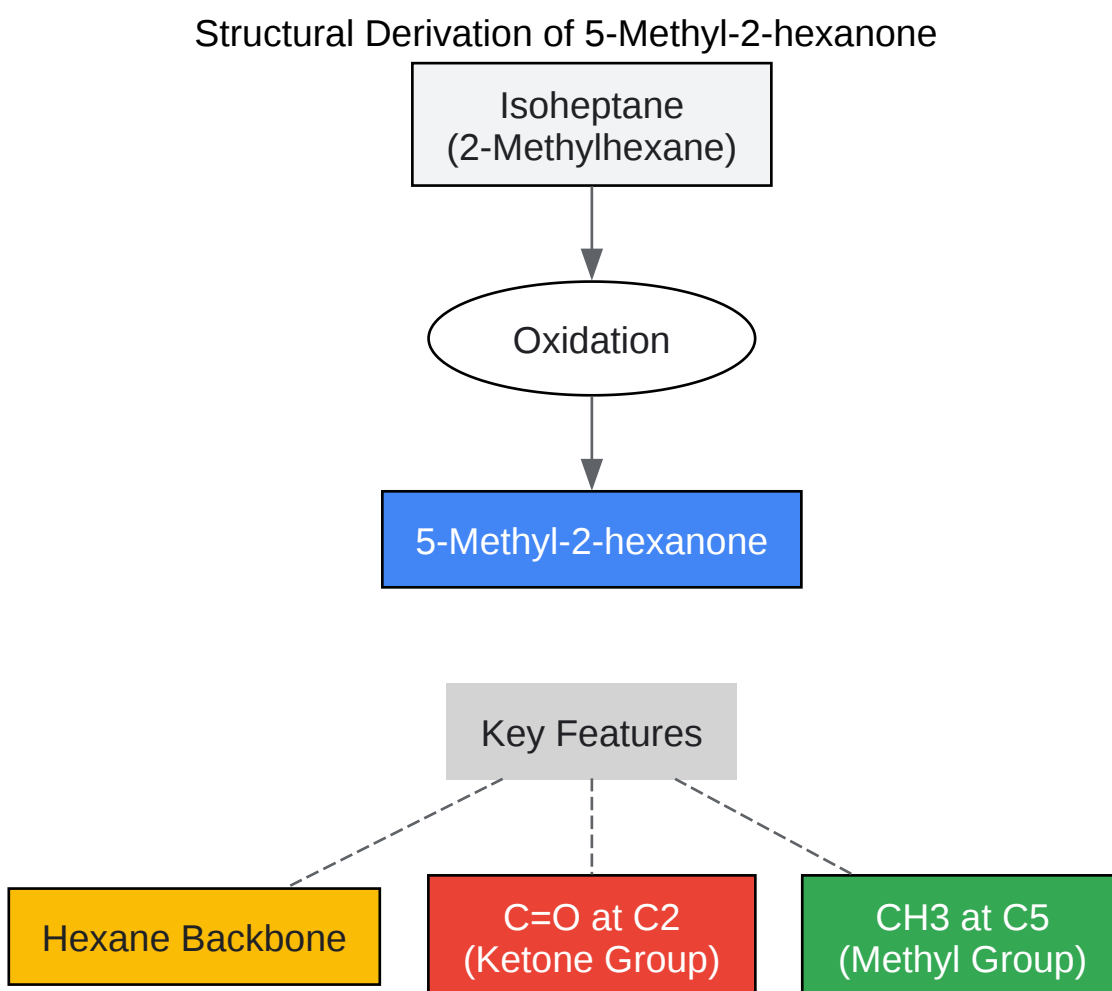 Structural Derivation of 5-Methyl-2-hexanone
Isoheptane
(2-Methylhexane)
Oxidation
5-Methyl-2-hexanone
Key Features
Hexane Backbone
C=O at C2
(Ketone Group)
CH3 at C5
(Methyl Group)